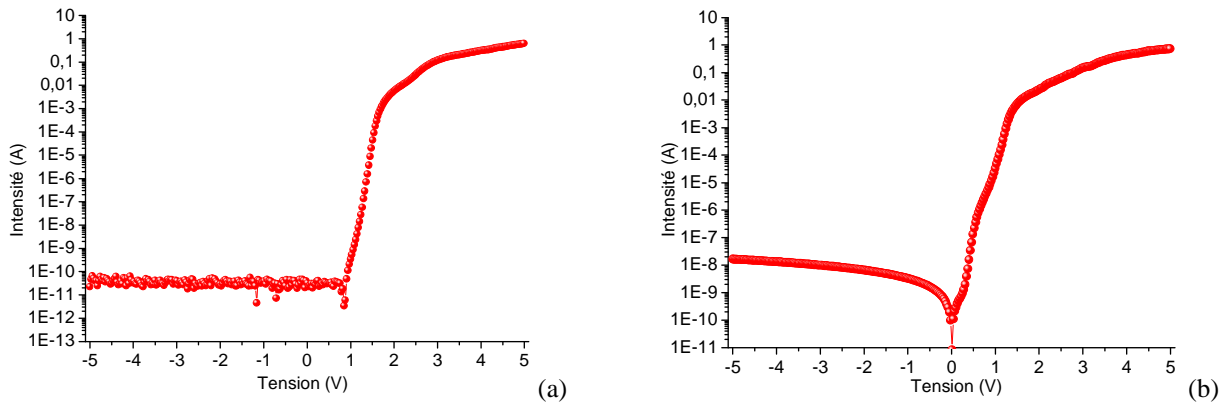 10
1
0,1
0,01
1E-3
1E-4
1E-5
1E-6
1E-7
1E-8
1E-9
1E-10
1E-11
1E-12
1E-13
Intensité (A)
-5 -4 -3 -2 -1 0 1 2 3 4 5
Tension (V)
(a)
10
1
0,1
0,01
1E-3
1E-4
1E-5
1E-6
1E-7
1E-8
1E-9
1E-10
1E-11
Intensité (A)
-5 -4 -3 -2 -1 0 1 2 3 4 5
Tension (V)
(b)